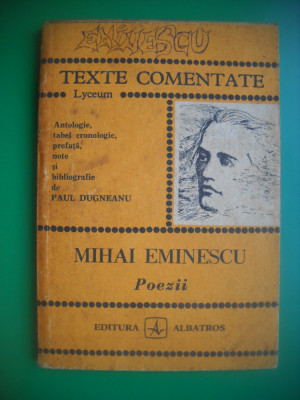 EMINESCU
TEXTE COMENTATE
Lyceum
Antologie,
tabel cronologic,
prefață,
note
și
bibliografie
de
PAUL DUGNEANU
MIHAI EMINESCU
Poezii
EDITURA ALBATROS